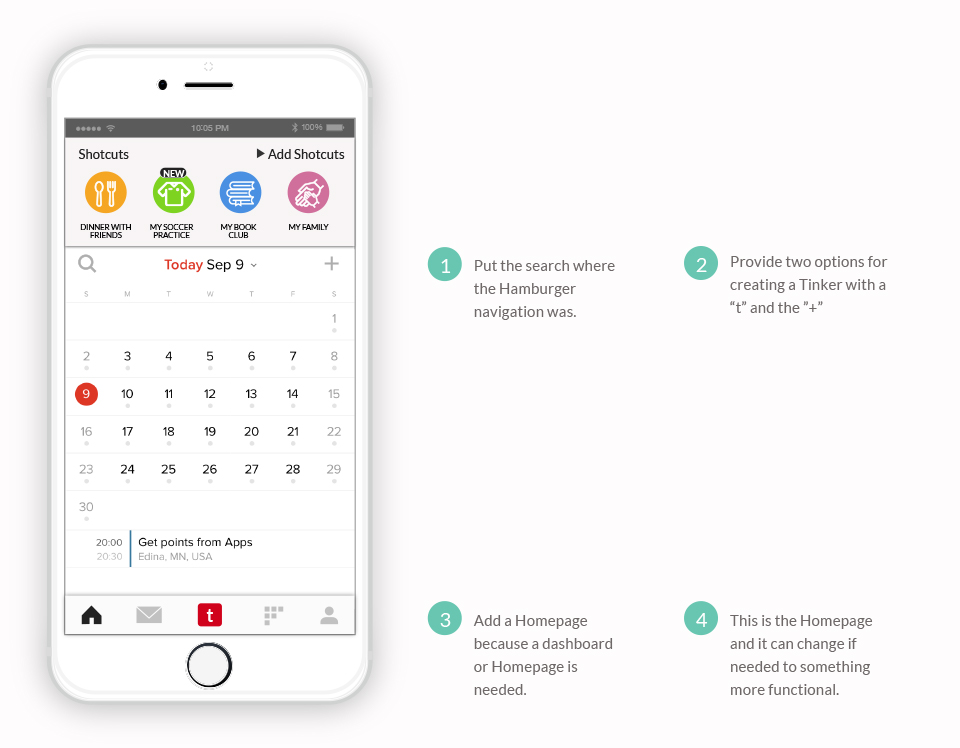 10:05 PM 100%
Shotcuts Add Shotcuts
NEW
DINNER WITH
FRIENDS
MY SOCCER
PRACTICE
MY BOOK
CLUB
MY FAMILY
Today Sep 9
S M T W T F S
1
2 3 4 5 6 7 8
9 10 11 12 13 14 15
16 17 18 19 20 21 22
23 24 25 26 27 28 29
30
20:00 Get points from Apps
20:30 Edina, MN, USA
t
1
Put the search where
the Hamburger
navigation was.
2
Provide two options for
creating a Tinker with a
“t” and the ”+”
3
Add a Homepage
because a dashboard
or Homepage is
needed.
4
This is the Homepage
and it can change if
needed to something
more functional.